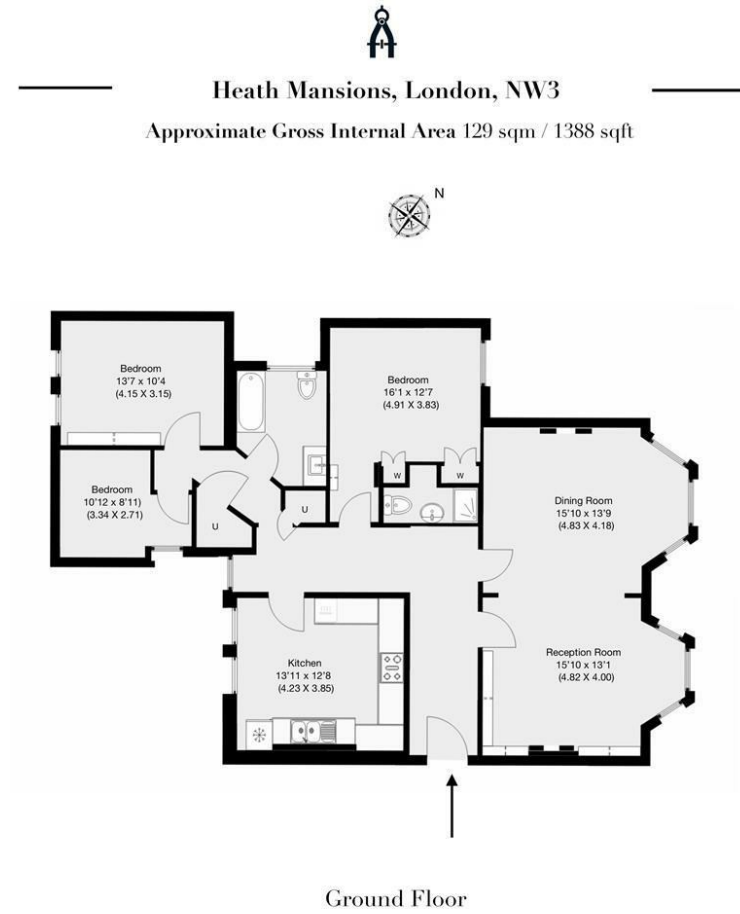 Heath Mansions, London, NW3
Approximate Gross Internal Area 129 sqm / 1388 sqft
N
Bedroom
13'7 x 10'4
(4.15 X 3.15)
Bedroom
16'1 x 12'7
(4.91 X 3.83)
W
W
Bedroom
10'12 x 8'11)
(3.34 X 2.71)
U
U
Dining Room
15'10 x 13'9
(4.83 X 4.18)
Kitchen
13'11 x 12'8
(4.23 X 3.85)
Reception Room
15'10 x 13'1
(4.82 X 4.00)
Ground Floor